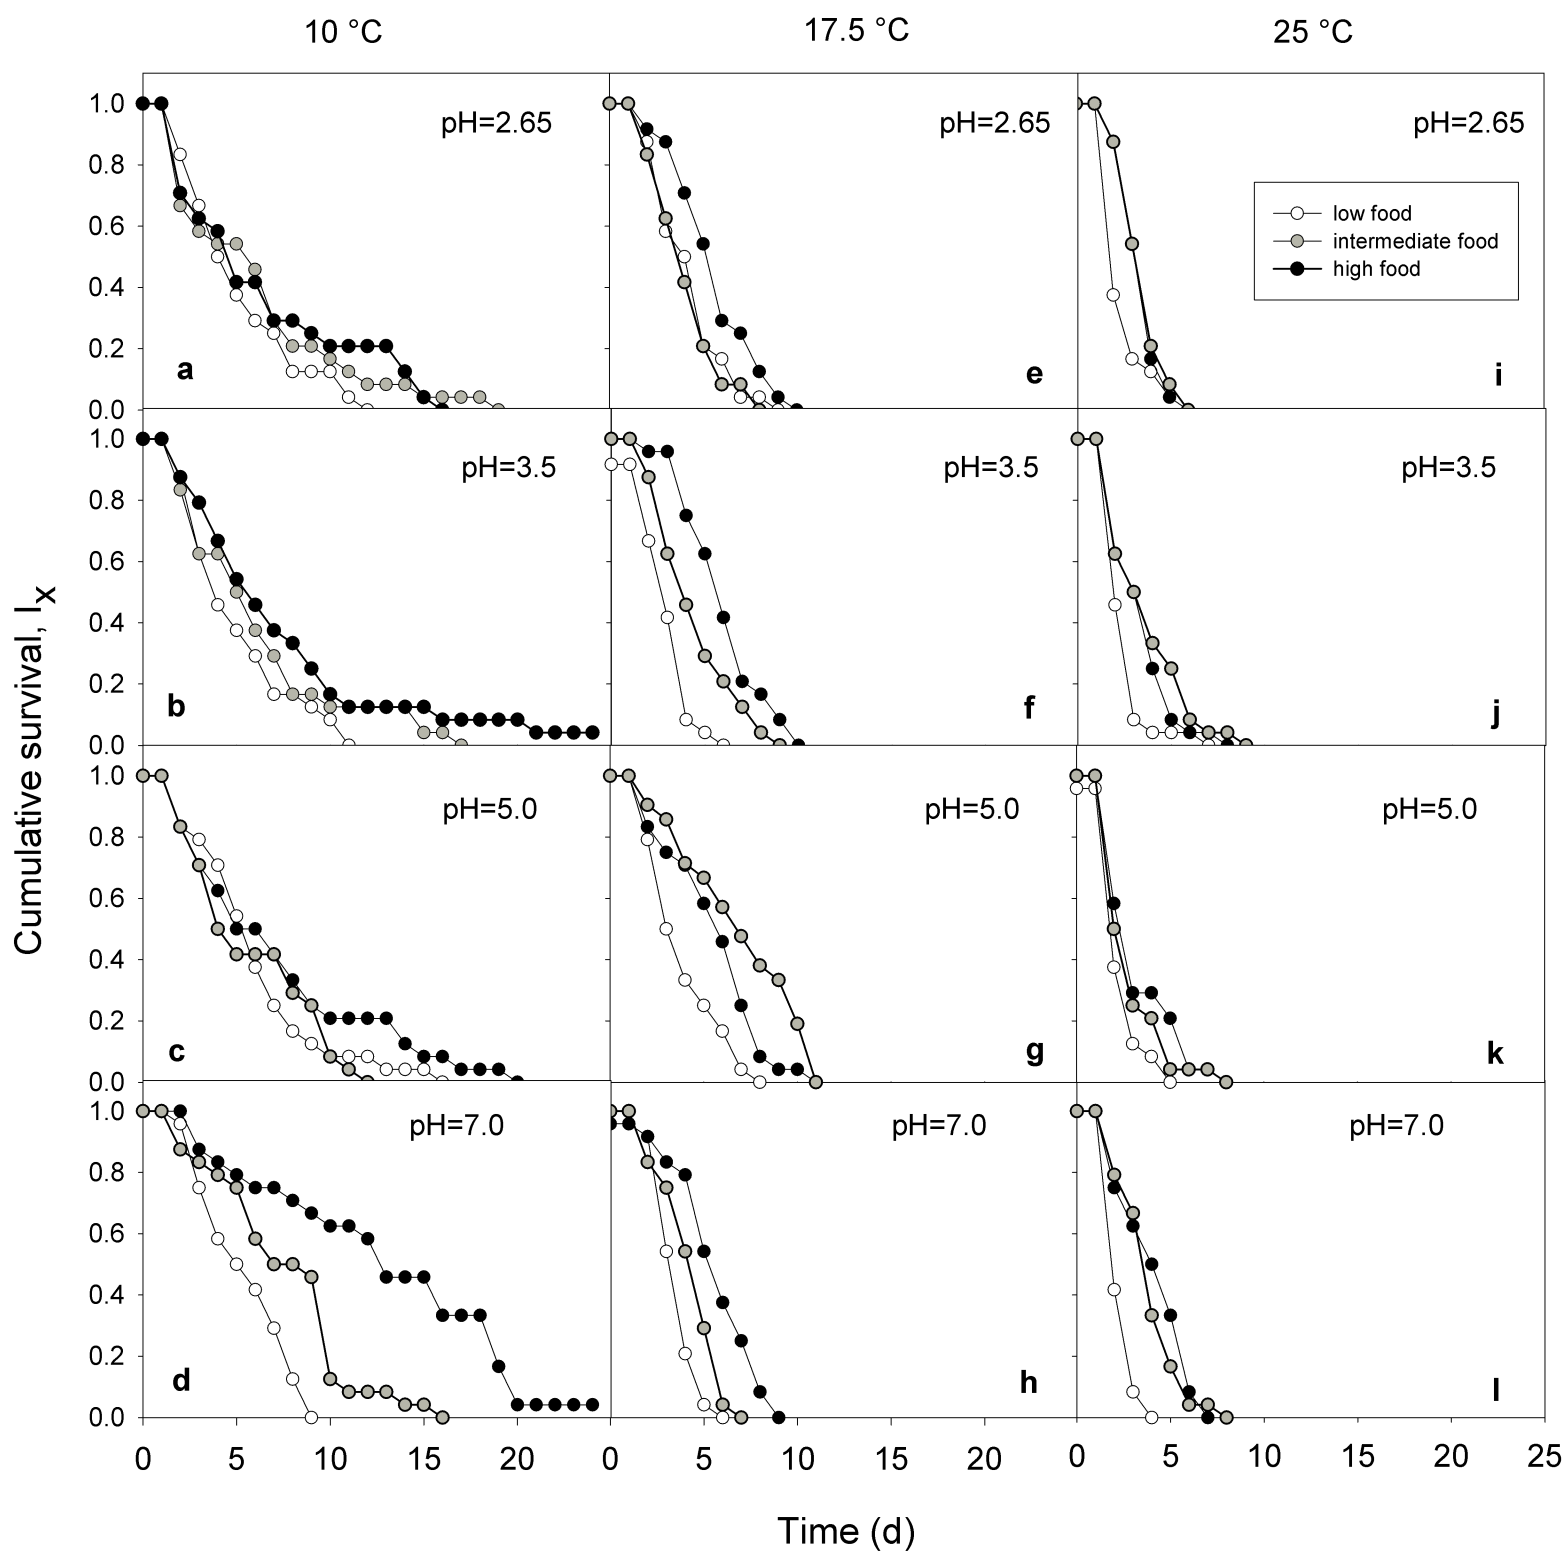 10 °C 17.5 °C 25 °C
1.0 pH=2.65 pH=2.65 pH=2.65
0.8
low food
0.6
intermediate food
high food
0.4
0.2
a e i
0.0
1.0 pH=3.5 pH=3.5 pH=3.5
0.8
0.6
0.4
0.2
b f j
0.0
Cumulative survival, lx
1.0 pH=5.0 pH=5.0 pH=5.0
0.8
0.6
0.4
0.2
c g k
0.0
1.0 pH=7.0 pH=7.0 pH=7.0
0.8
0.6
0.4
0.2
d h l
0.0
0 5 10 15 20 0 5 10 15 20 0 5 10 15 20 25
Time (d)